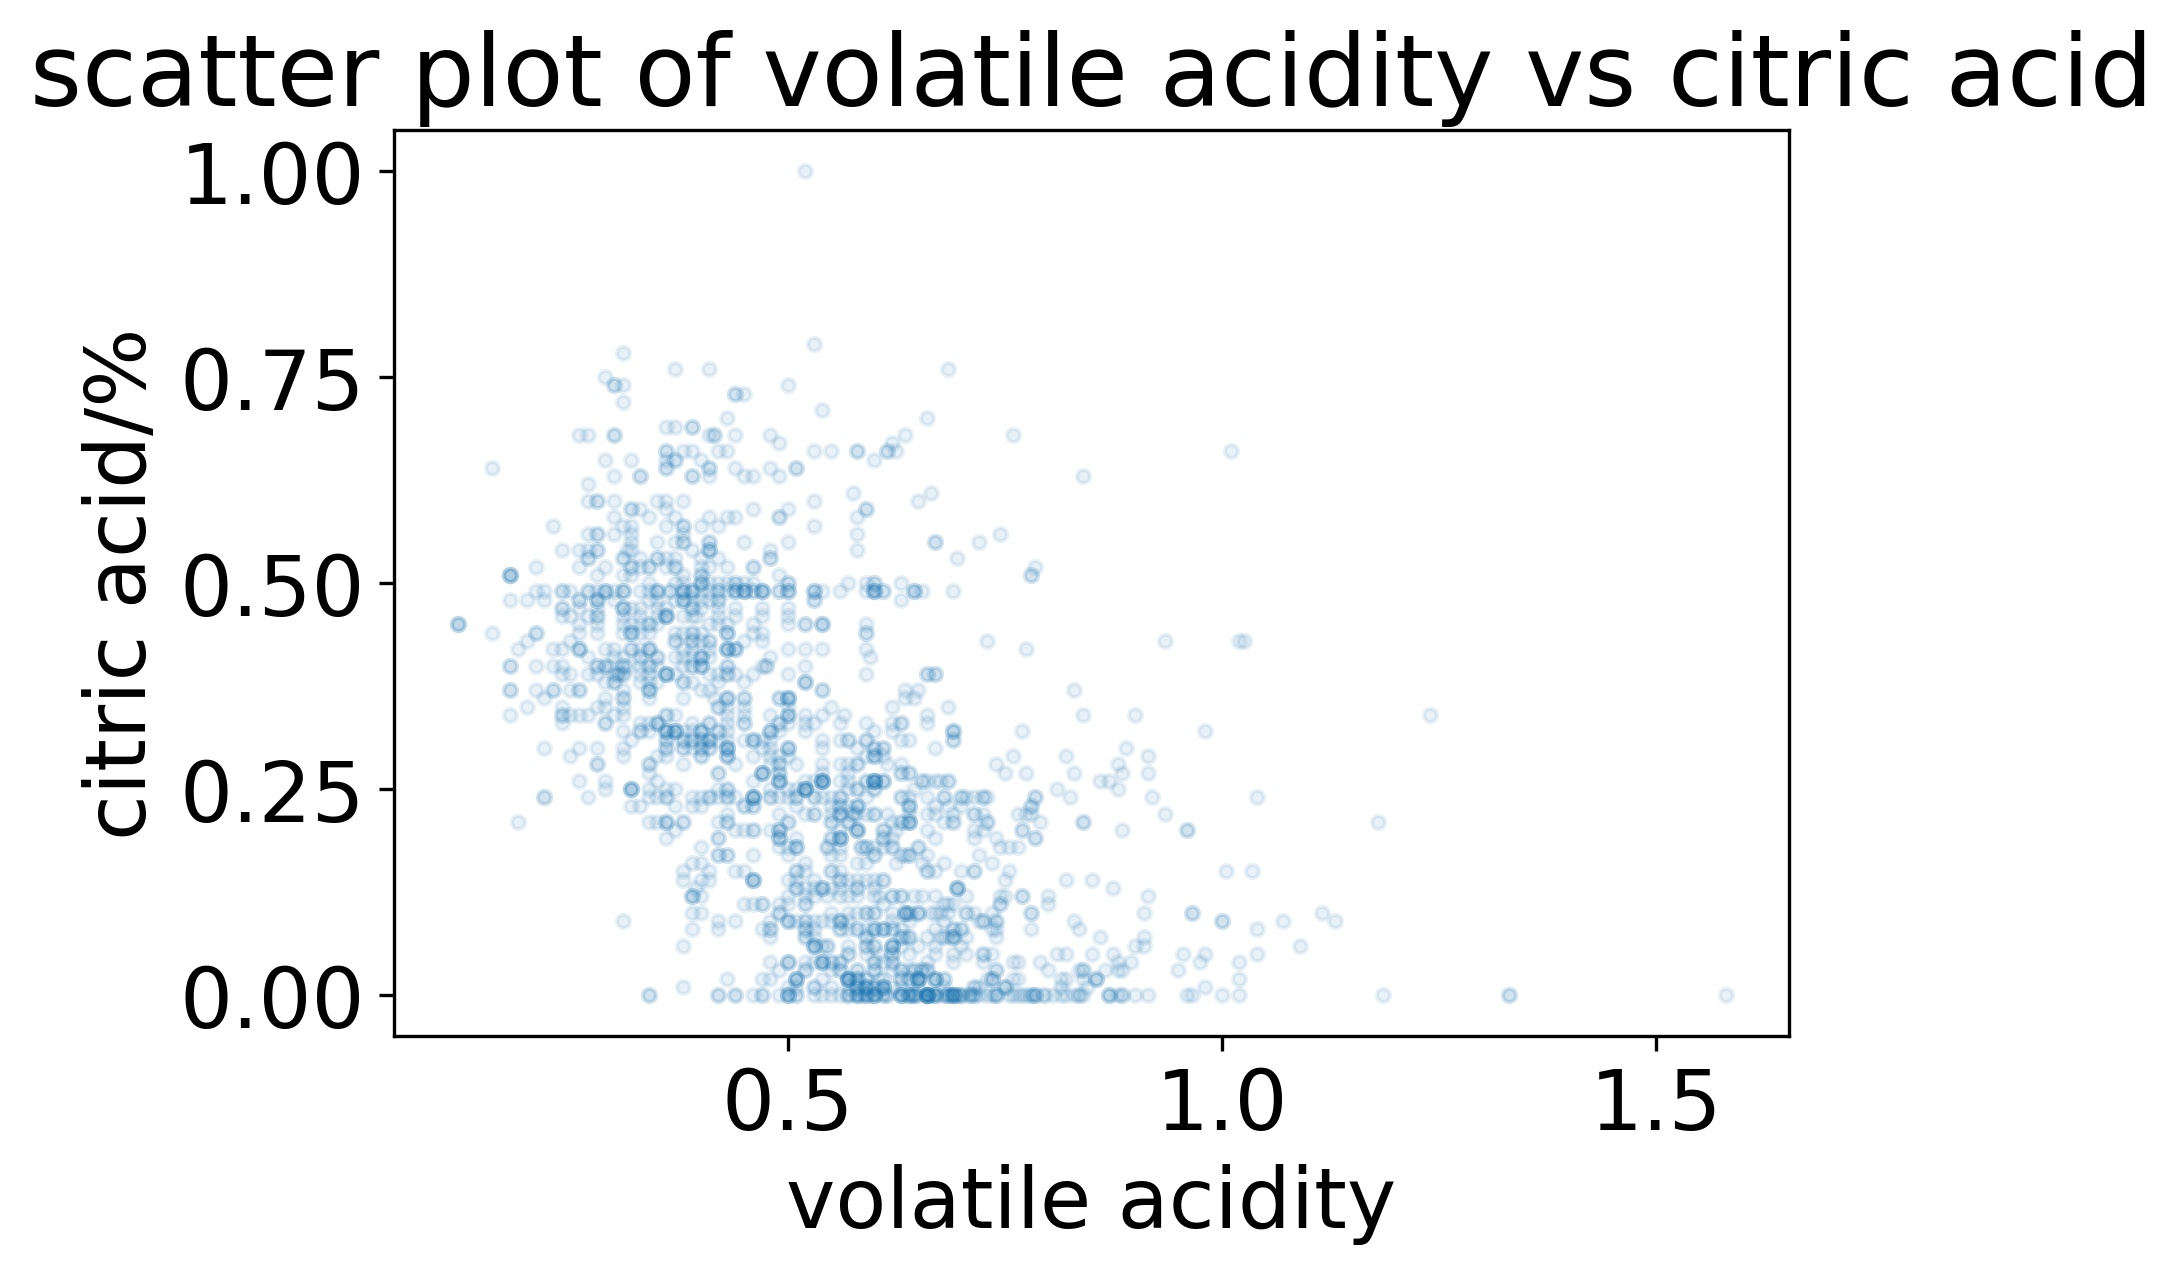 scatter plot of volatile acidity vs citric acid
1.00
0.75
0.50
0.25
0.00
citric acid/%
0.5 1.0 1.5
volatile acidity